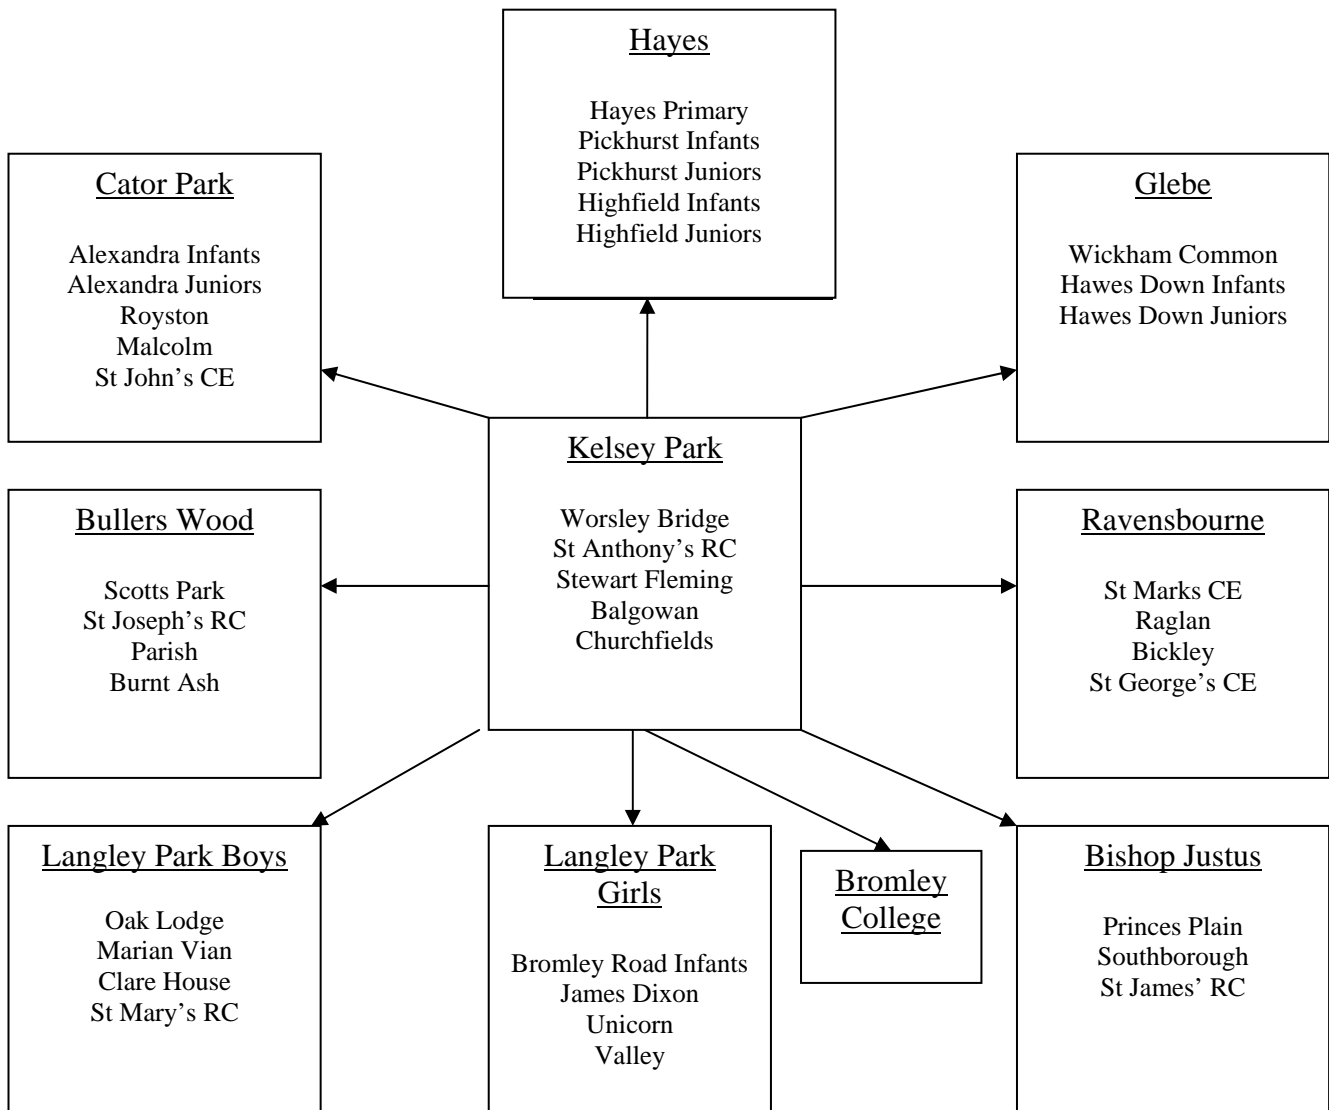 Hayes
Hayes Primary
Pickhurst Infants
Pickhurst Juniors
Highfield Infants
Highfield Juniors
Cator Park
Alexandra Infants
Alexandra Juniors
Royston
Malcolm
St John’s CE
Glebe
Wickham Common
Hawes Down Infants
Hawes Down Juniors
Kelsey Park
Worsley Bridge
St Anthony’s RC
Stewart Fleming
Balgowan
Churchfields
Bullers Wood
Scotts Park
St Joseph’s RC
Parish
Burnt Ash
Ravensbourne
St Marks CE
Raglan
Bickley
St George’s CE
Langley Park Boys
Oak Lodge
Marian Vian
Clare House
St Mary’s RC
Langley Park
Girls
Bromley Road Infants
James Dixon
Unicorn
Valley
Bromley
College
Bishop Justus
Princes Plain
Southborough
St James’ RC